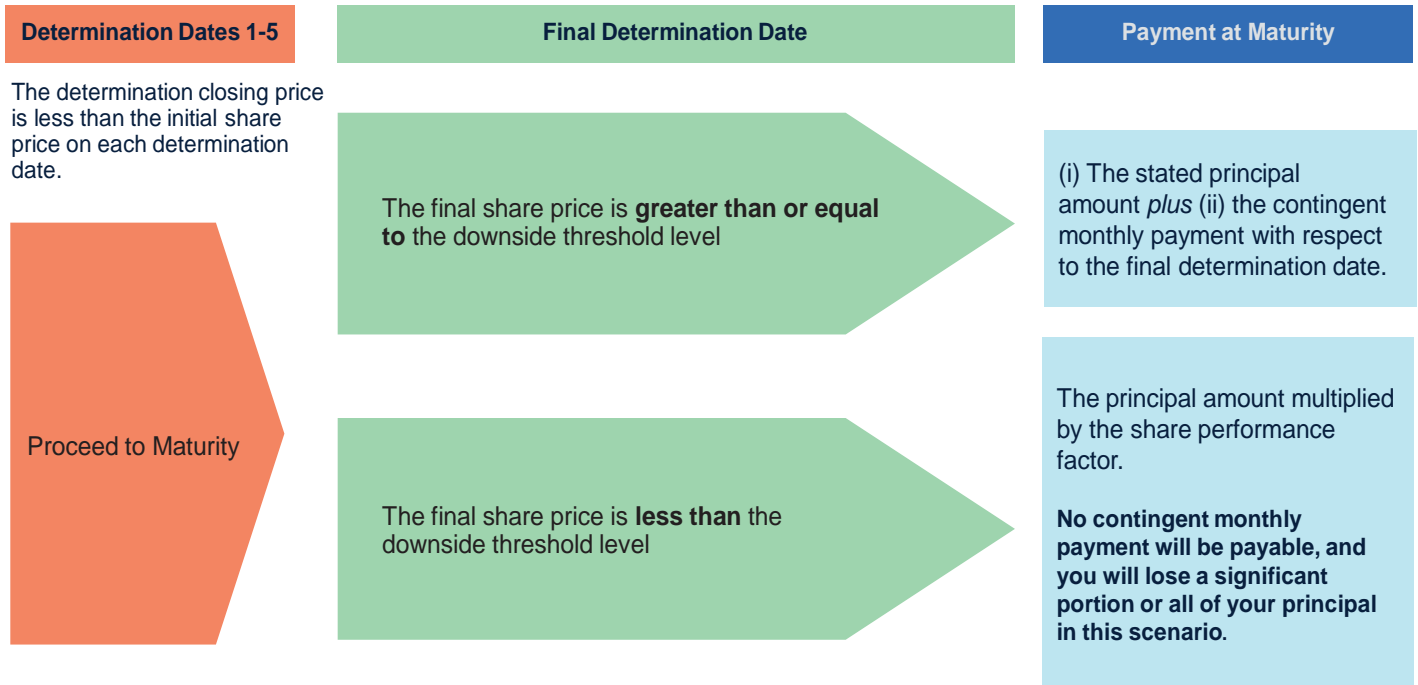 Determination Dates 1-5
Final Determination Date
Payment at Maturity
The determination closing price
is less than the initial share
price on each determination
date.
Proceed to Maturity
The final share price is greater than or equal
to the downside threshold level
(i) The stated principal
amount plus (ii) the contingent
monthly payment with respect
to the final determination date.
The final share price is less than the
downside threshold level
The principal amount multiplied
by the share performance
factor.
No contingent monthly
payment will be payable, and
you will lose a significant
portion or all of your principal
in this scenario.